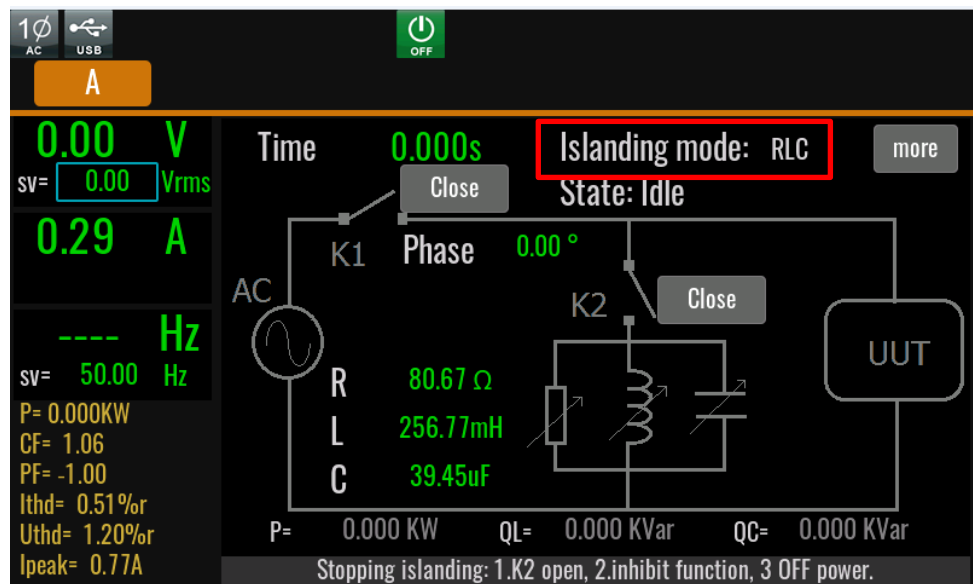 1Ø
AC
USB
OFF
A
0.00 V
sv= 0.00 Vrms
0.29 A
---- Hz
sv= 50.00 Hz
P= 0.000KW
CF= 1.06
PF= -1.00
Ithd= 0.51%r
Uthd= 1.20%r
Ipeak= 0.77A
Time 0.000s
Islanding mode: RLC
more
Close
State: Idle
K1
Phase 0.00 °
AC
K2
Close
UUT
R 80.67 Ω
L 256.77mH
C 39.45uF
P= 0.000 KW QL= 0.000 KVar QC= 0.000 KVar
Stopping islanding: 1.K2 open, 2.inhibit function, 3 OFF power.